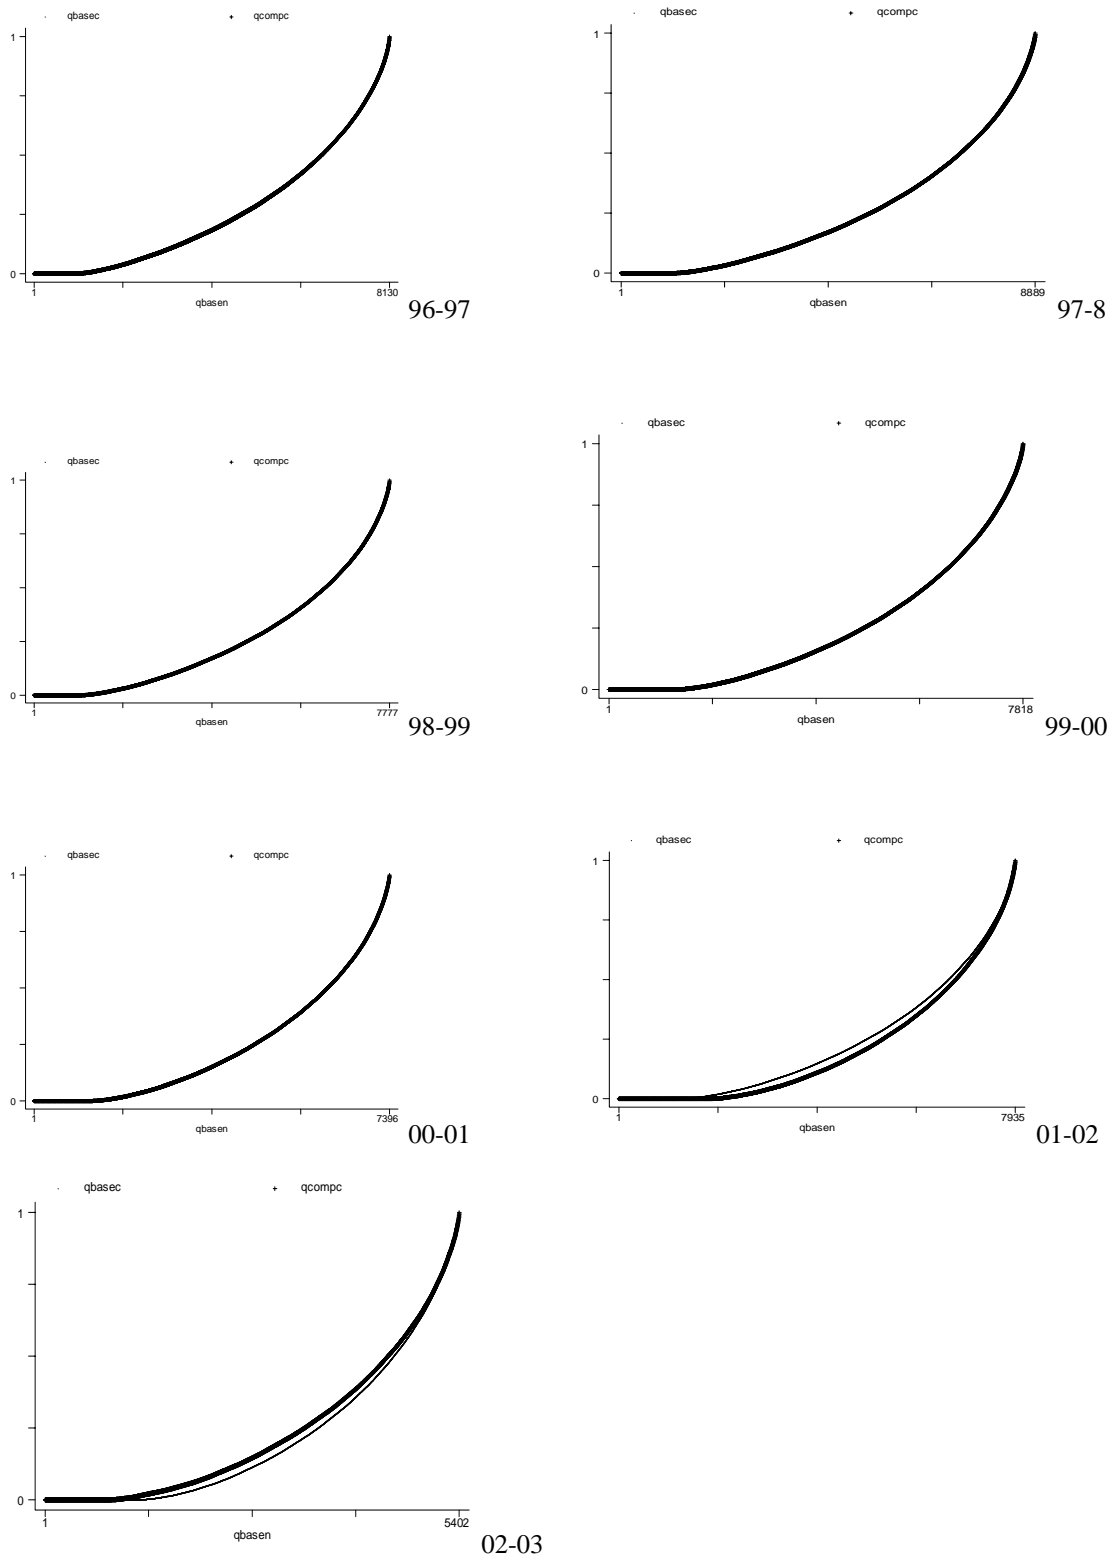 qbasec qcompc
1
0
1 8130
qbasen
96-97
qbasec qcompc
1
0
1 8889
qbasen
97-8
qbasec qcompc
1
0
1 7777
qbasen
98-99
qbasec qcompc
1
0
1 7818
qbasen
99-00
qbasec qcompc
1
0
1 7396
qbasen
00-01
qbasec qcompc
1
0
1 7935
qbasen
01-02
qbasec qcompc
1
0
1 5402
qbasen
02-03